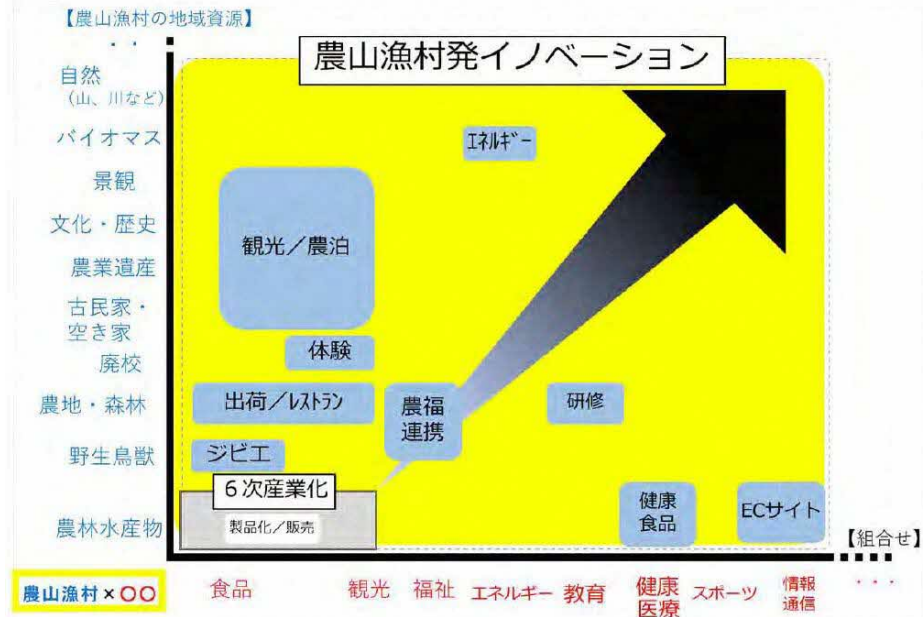 【農山漁村の地域資源】
・・
農山漁村発イノベーション
自然
(山、川など)
バイオマス
景観
文化・歴史
農業遺産
古民家・
空き家
廃校
農地・森林
野生鳥獣
農林水産物
エネルギー
観光／農泊
体験
出荷／レストラン
農福
連携
研修
ジビエ
6次産業化
製品化／販売
健康
食品
ECサイト
【組合せ】
農山漁村×〇〇
食品
観光
福祉
エネルギー
教育
健康
医療
スポーツ
情報
通信
・・・